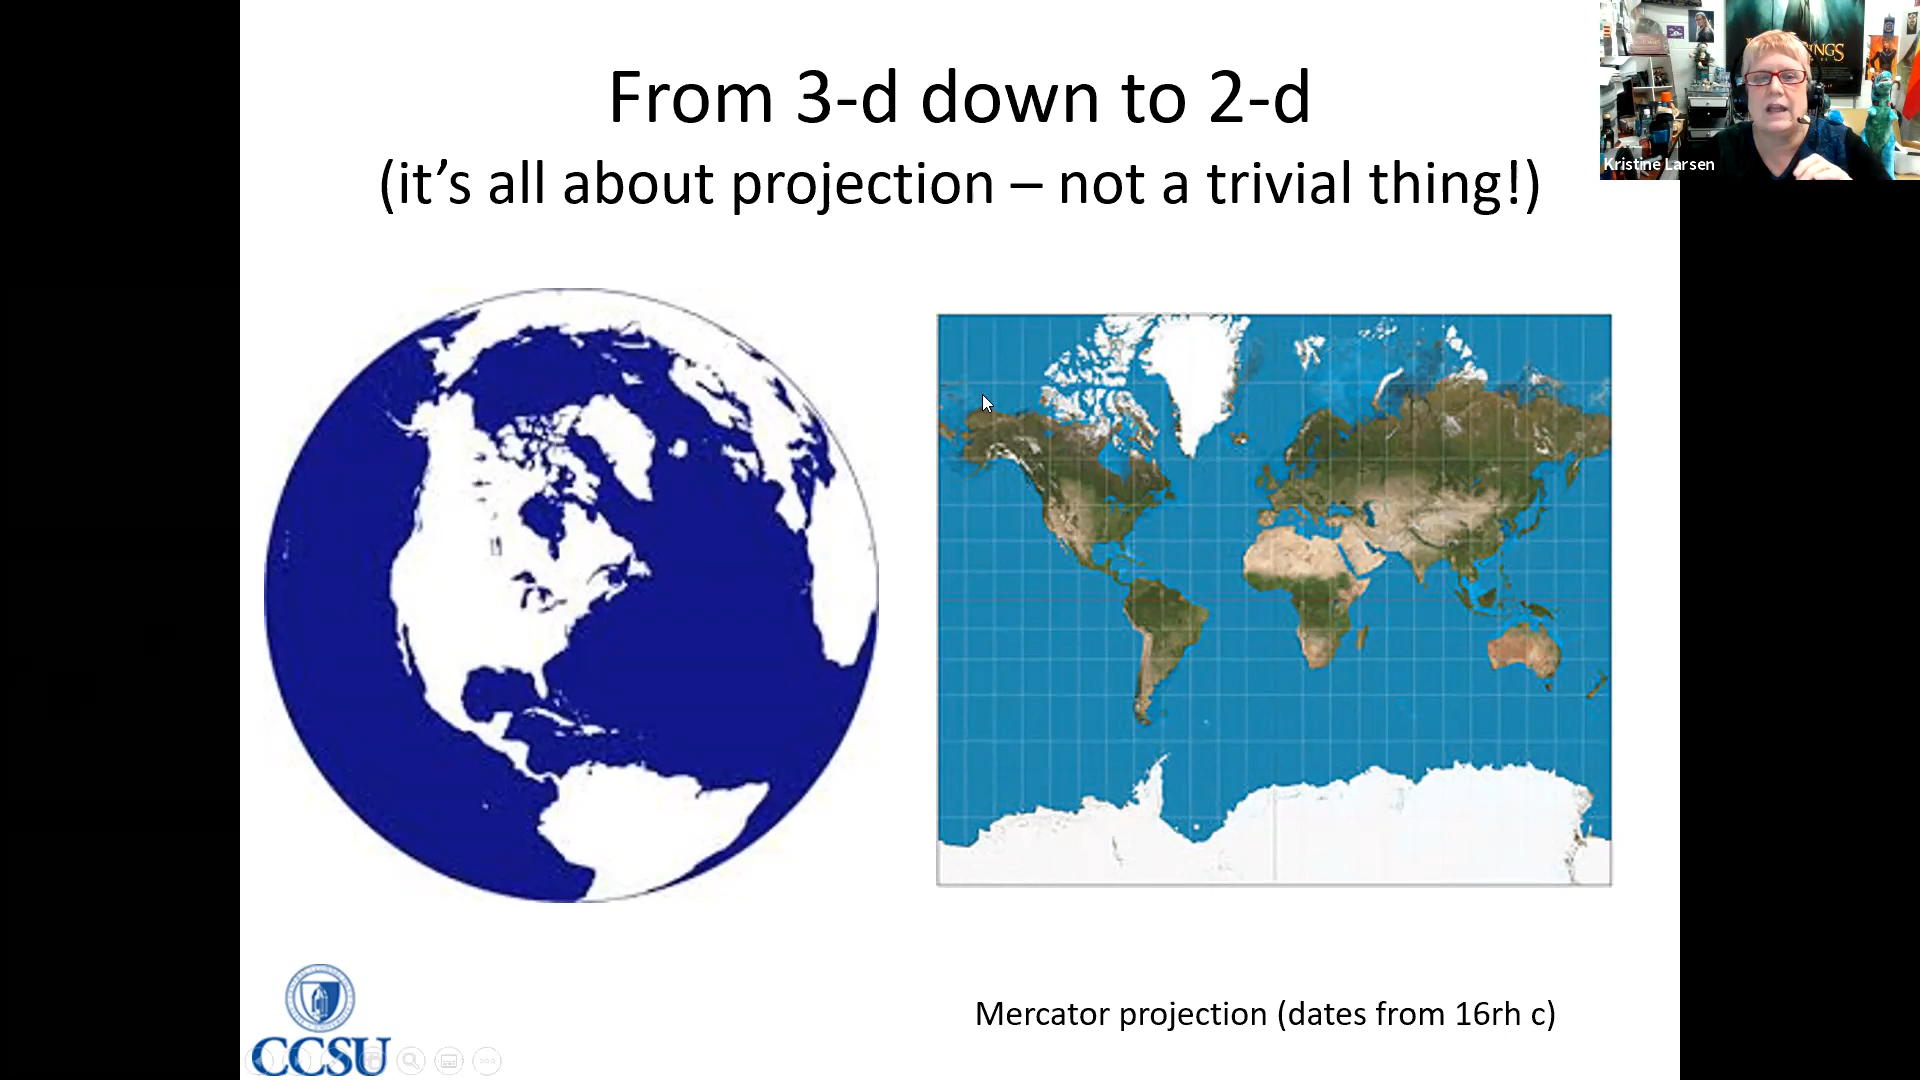 From 3-d down to 2-d
(it’s all about projection – not a trivial thing!)
INGS
Kristine Larsen
Mercator projection (dates from 16rh c)
CCSU